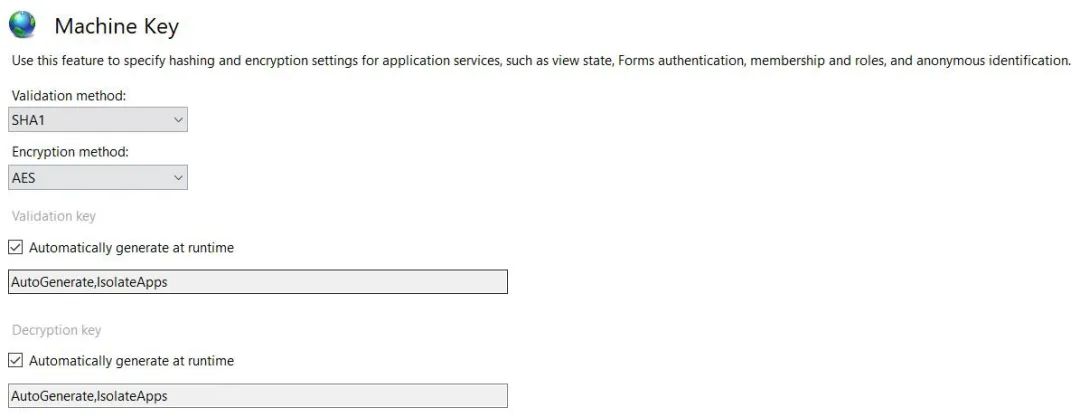 Machine Key
Use this feature to specify hashing and encryption settings for application services, such as view state, Forms authentication, membership and roles, and anonymous identification.
Validation method:
SHA1
Encryption method:
AES
Validation key
Automatically generate at runtime
AutoGenerate,IsolateApps
Decryption key
Automatically generate at runtime
AutoGenerate,IsolateApps